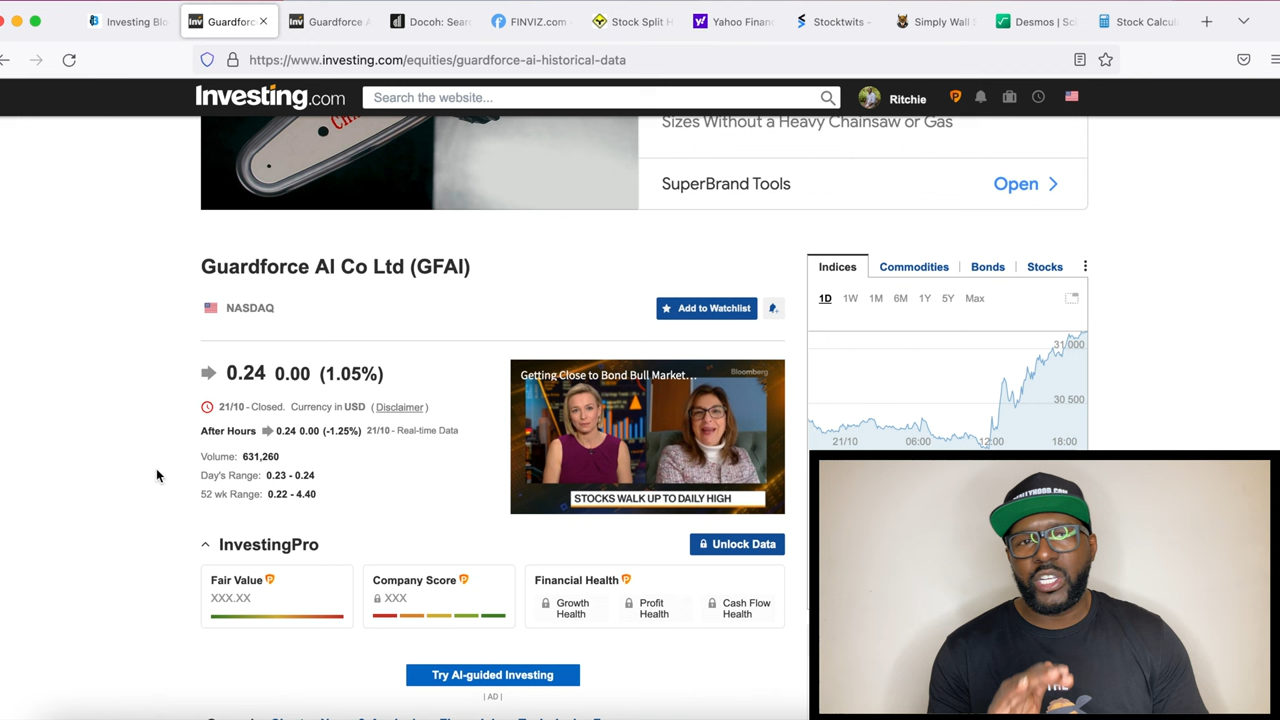 Investing Blo
Guardforc
Guardforce A
Docoh: Sear
FINVIZ.com
Stock Split H
Yahoo Finan
Stocktwits -
Simply Wall S
Desmos | Sci
Stock Calcul
https://www.investing.com/equities/guardforce-ai-historical-data
Investing.com
Search the website...
Ritchie
Sizes Without a Heavy Chainsaw or Gas
SuperBrand Tools
Open
Guardforce AI Co Ltd (GFAI)
NASDAQ
Add to Watchlist
0.24 0.00 (1.05%)
21/10 - Closed. Currency in USD ( Disclaimer )
After Hours 0.24 0.00 (-1.25%) 21/10 - Real-time Data
Volume: 631,260
Day's Range: 0.23 - 0.24
52 wk Range: 0.22 - 4.40
Getting Close to Bond Bull Market...
Bloomberg
STOCKS WALK UP TO DAILY HIGH
Indices Commodities Bonds Stocks
1D 1W 1M 6M 1Y 5Y Max
31 000
30 500
21/10 06:00 12:00 18:00
InvestingPro
Unlock Data
Fair Value
XXX.XX
Company Score
XXX
Financial Health
Growth Health
Profit Health
Cash Flow Health
Try AI-guided Investing
| AD |